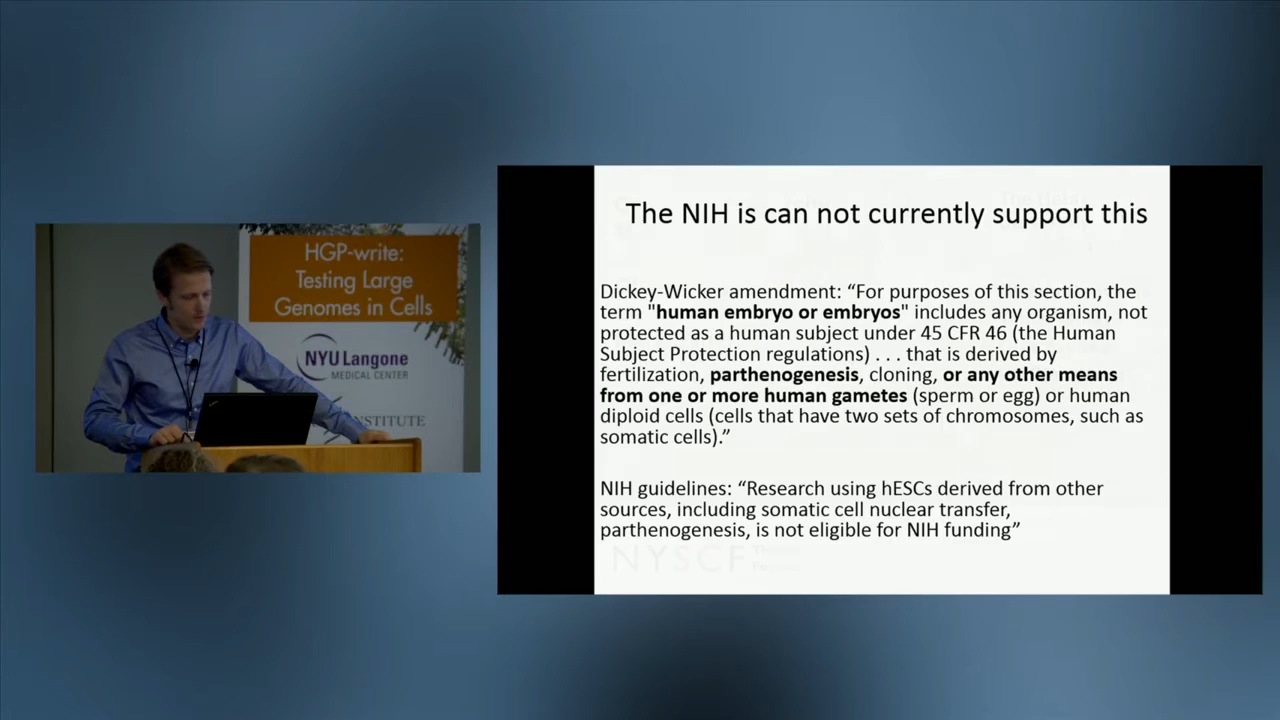 HGP-write:
Testing Large
Genomes in Cells
NYU Langone
MEDICAL CENTER
INSTITUTE
The NIH is can not currently support this
Dickey-Wicker amendment: “For purposes of this section, the
term "human embryo or embryos" includes any organism, not
protected as a human subject under 45 CFR 46 (the Human
Subject Protection regulations) . . . that is derived by
fertilization, parthenogenesis, cloning, or any other means
from one or more human gametes (sperm or egg) or human
diploid cells (cells that have two sets of chromosomes, such as
somatic cells).”
NIH guidelines: “Research using hESCs derived from other
sources, including somatic cell nuclear transfer,
parthenogenesis, is not eligible for NIH funding”
NYSCF